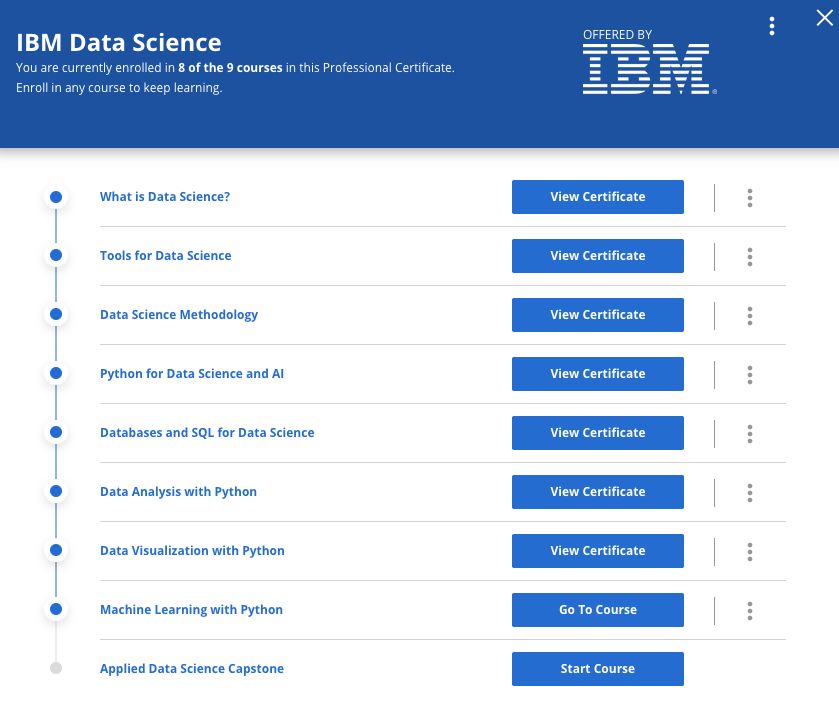 IBM Data Science
You are currently enrolled in 8 of the 9 courses in this Professional Certificate.
Enroll in any course to keep learning.
OFFERED BY
IBM®
What is Data Science?
View Certificate
Tools for Data Science
View Certificate
Data Science Methodology
View Certificate
Python for Data Science and AI
View Certificate
Databases and SQL for Data Science
View Certificate
Data Analysis with Python
View Certificate
Data Visualization with Python
View Certificate
Machine Learning with Python
Go To Course
Applied Data Science Capstone
Start Course